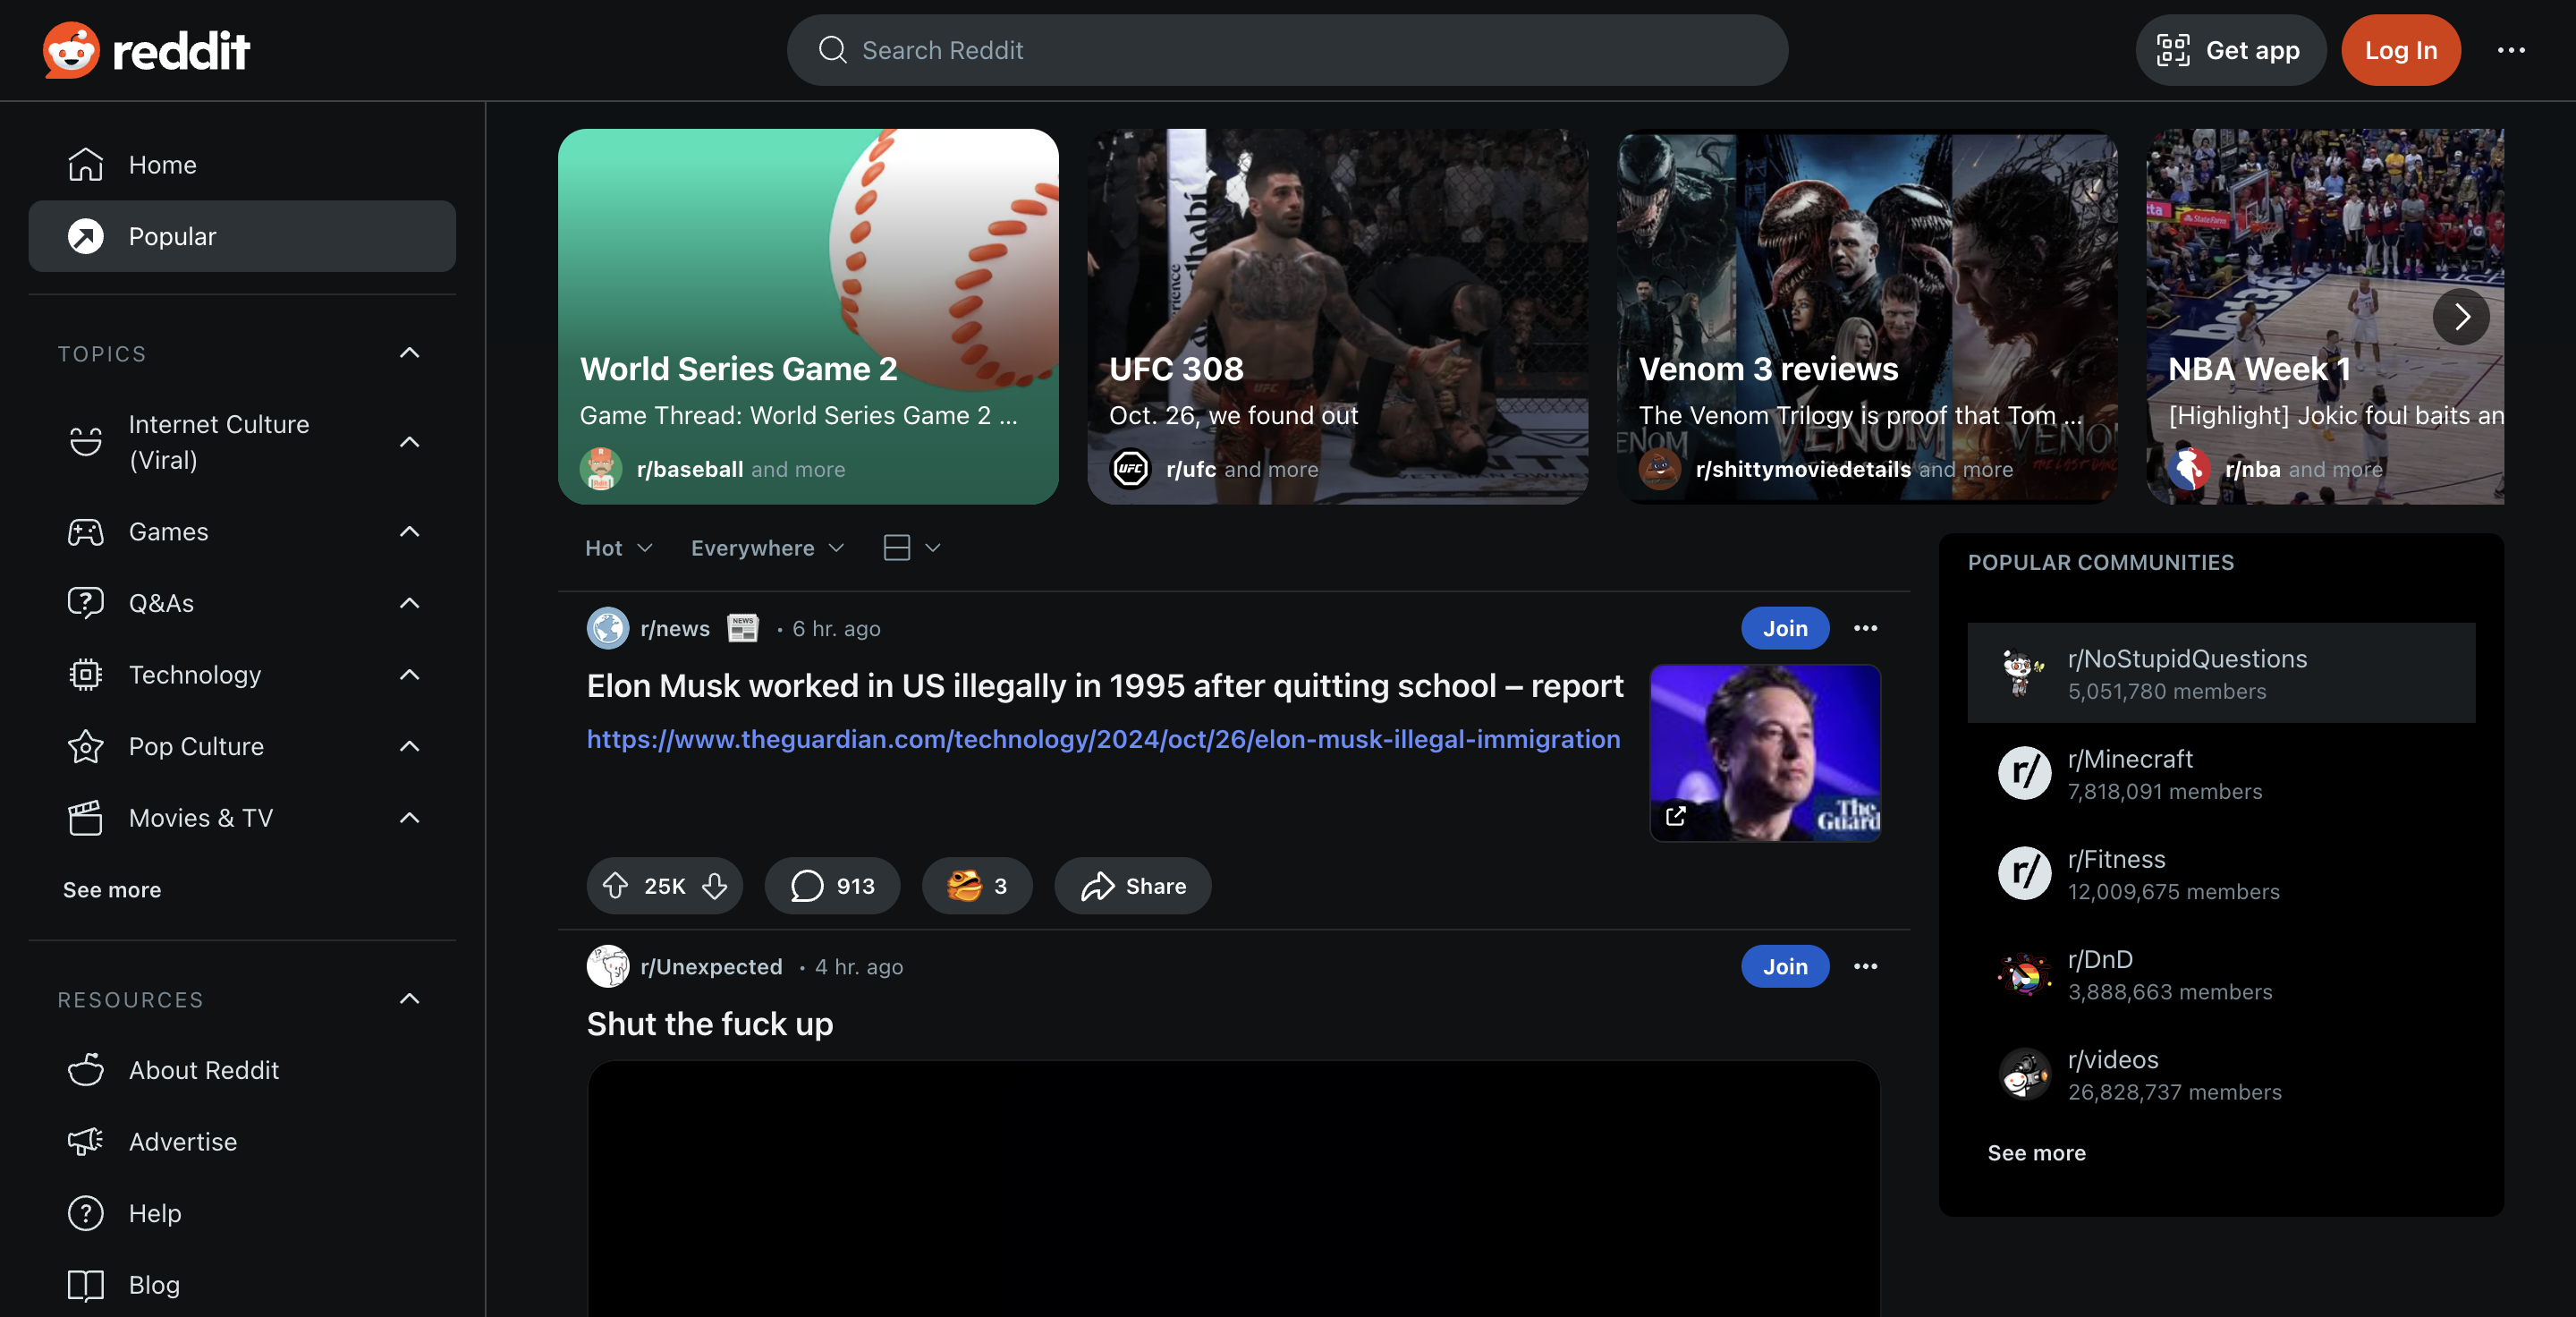 reddit
Search Reddit
Get app
Log In
Home
Popular
TOPICS
Internet Culture
(Viral)
Games
Q&As
Technology
Pop Culture
Movies & TV
See more
RESOURCES
About Reddit
Advertise
Help
Blog
World Series Game 2
Game Thread: World Series Game 2 ...
r/baseball and more
UFC 308
Oct. 26, we found out
UFC r/ufc and more
Venom 3 reviews
The Venom Trilogy is proof that Tom ...
VENOM
r/shittymoviedetails and more
StateFarm
bet365
NBA Week 1
[Highlight] Jokic foul baits an
r/nba and more
Hot
Everywhere
r/news NEWS • 6 hr. ago
Join
Elon Musk worked in US illegally in 1995 after quitting school – report
https://www.theguardian.com/technology/2024/oct/26/elon-musk-illegal-immigration
The
Guard
25K
913
3
Share
r/Unexpected • 4 hr. ago
Join
Shut the fuck up
POPULAR COMMUNITIES
r/NoStupidQuestions
5,051,780 members
r/ r/Minecraft
7,818,091 members
r/ r/Fitness
12,009,675 members
r/DnD
3,888,663 members
r/videos
26,828,737 members
See more